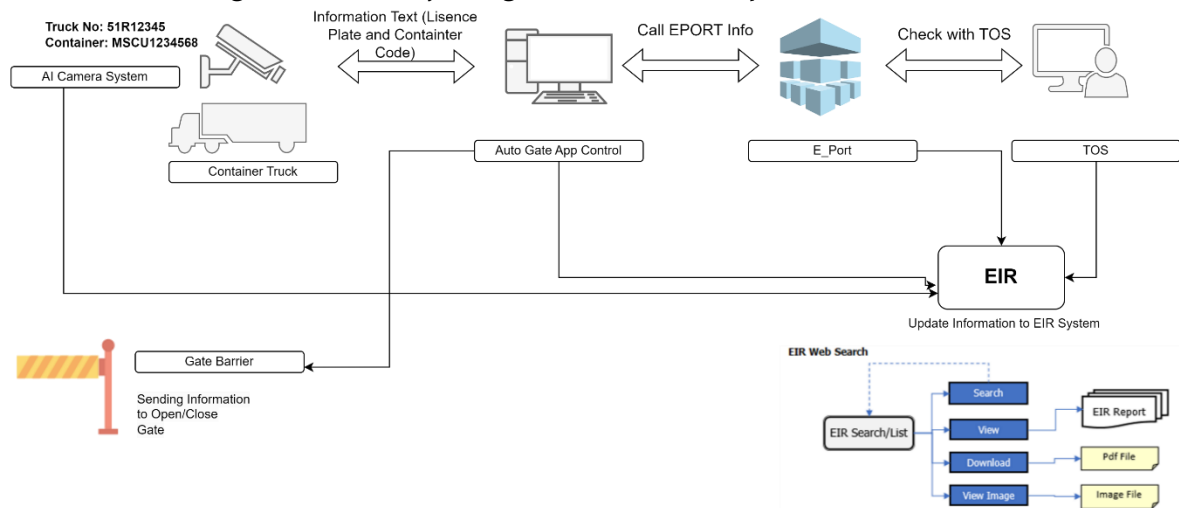 Truck No: 51R12345
Container: MSCU1234568
AI Camera System
Container Truck
Information Text (Lisence
Plate and Containter
Code)
Auto Gate App Control
Call EPORT Info
E_Port
Check with TOS
TOS
EIR
Update Information to EIR System
Gate Barrier
Sending Information
to Open/Close
Gate
EIR Web Search
EIR Search/List
Search
View
Download
View Image
EIR Report
Pdf File
Image File